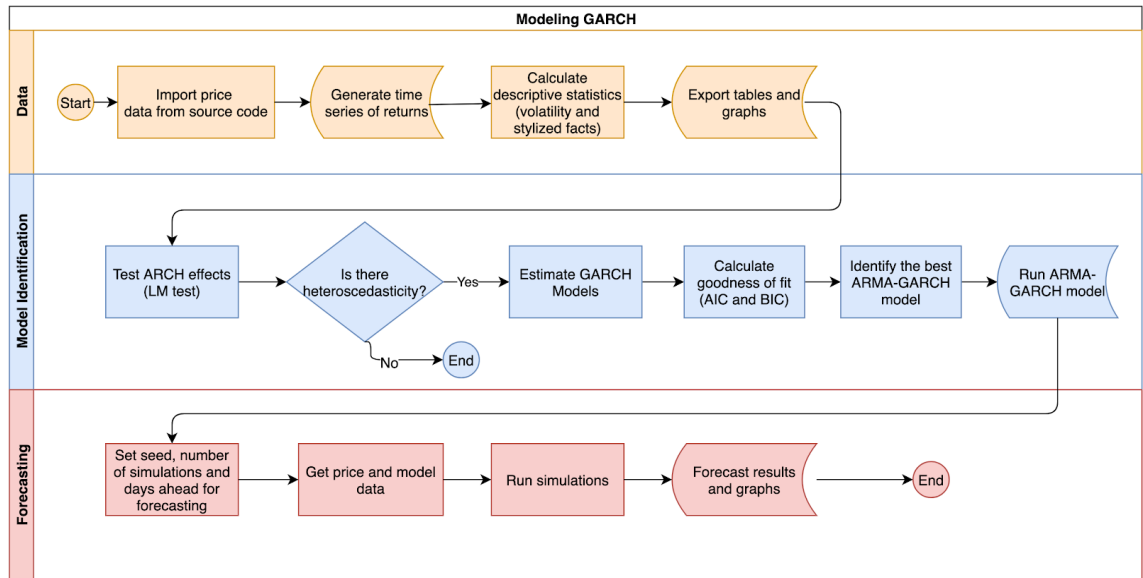 Modeling GARCH
Data
Start
Import price
data from source code
Generate time
series of returns
Calculate
descriptive statistics
(volatility and
stylized facts)
Export tables and
graphs
Model Identification
Test ARCH effects
(LM test)
Is there
heteroscedasticity?
Yes
No
End
Estimate GARCH
Models
Calculate
goodness of fit
(AIC and BIC)
Identify the best
ARMA-GARCH
model
Run ARMA-
GARCH model
Forecasting
Set seed, number
of simulations and
days ahead for
forecasting
Get price and model
data
Run simulations
Forecast results
and graphs
End